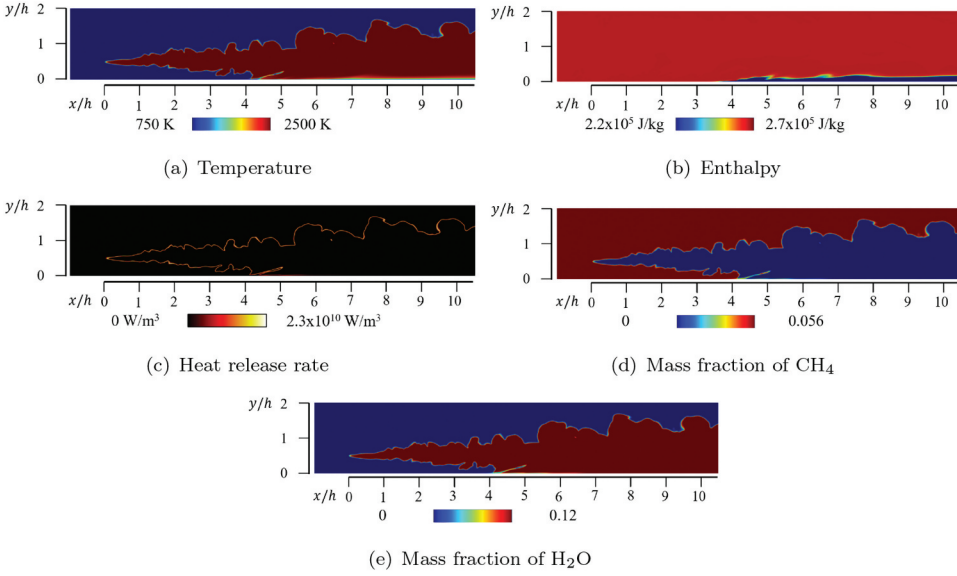 y/h 2
1
0
x/h 0 1 2 3 4 5 6 7 8 9 10
750 K 2500 K
(a) Temperature
y/h 2
1
0
x/h 0 1 2 3 4 5 6 7 8 9 10
2.2x10⁵ J/kg 2.7x10⁵ J/kg
(b) Enthalpy
y/h 2
1
0
x/h 0 1 2 3 4 5 6 7 8 9 10
0 W/m³ 2.3x10¹⁰ W/m³
(c) Heat release rate
y/h 2
1
0
x/h 0 1 2 3 4 5 6 7 8 9 10
0 0.056
(d) Mass fraction of CH₄
y/h 2
1
0
x/h 0 1 2 3 4 5 6 7 8 9 10
0 0.12
(e) Mass fraction of H₂O